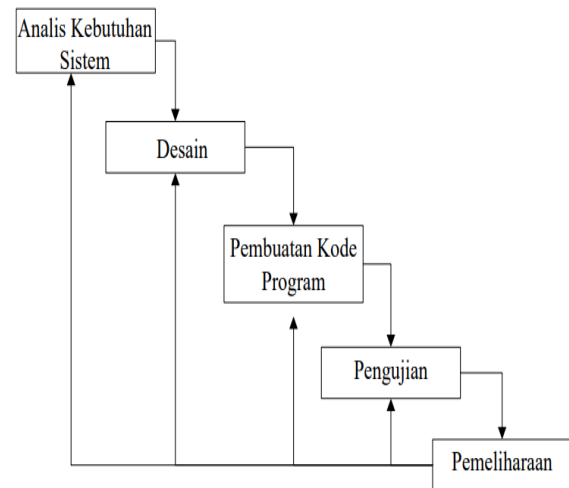 Analis Kebutuhan
Sistem
Desain
Pembuatan Kode
Program
Pengujian
Pemeliharaan